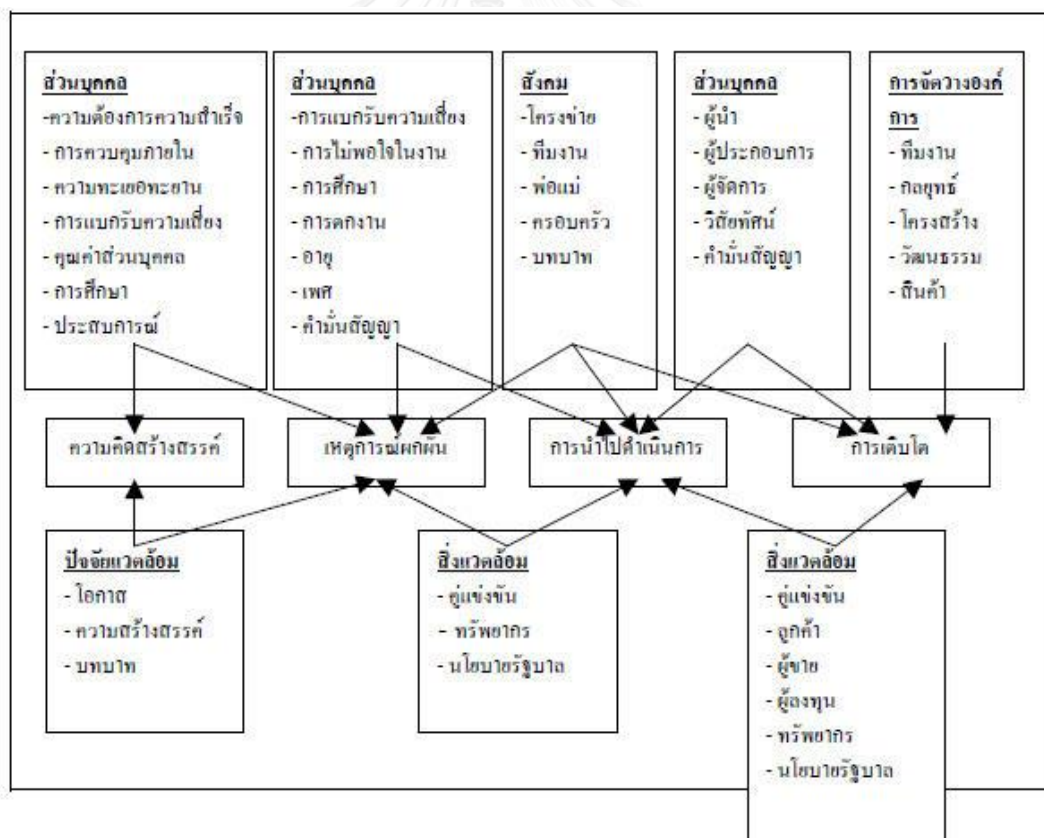 ส่วนบุคคล
-ความต้องการความสำเร็จ
- การควบคุมภายใน
- ความทะเยอทะยาน
- การแบกรับความเสี่ยง
- คุณค่าส่วนบุคคล
- การศึกษา
- ประสบการณ์
ส่วนบุคคล
-การแบกรับความเสี่ยง
- การไม่พอใจในงาน
- การศึกษา
- การตกงาน
- อายุ
- เพศ
- คำมั่นสัญญา
สังคม
-โครงข่าย
- ทีมงาน
- พ่อแม่
- ครอบครัว
- บทบาท
ส่วนบุคคล
- ผู้นำ
- ผู้ประกอบการ
- ผู้จัดการ
- วิสัยทัศน์
- คำมั่นสัญญา
การจัดวางองค์
การ
- ทีมงาน
- กลยุทธ์
- โครงสร้าง
- วัฒนธรรม
- สินค้า
ความคิดสร้างสรรค์
เหตุการณ์ผกผัน
การนำไปดำเนินการ
การเติบโต
ปัจจัยแวดล้อม
- โอกาส
- ความสร้างสรรค์
- บทบาท
สิ่งแวดล้อม
- คู่แข่งขัน
- ทรัพยากร
- นโยบายรัฐบาล
สิ่งแวดล้อม
- คู่แข่งขัน
- ลูกค้า
- ผู้ขาย
- ผู้ลงทุน
- ทรัพยากร
- นโยบายรัฐบาล